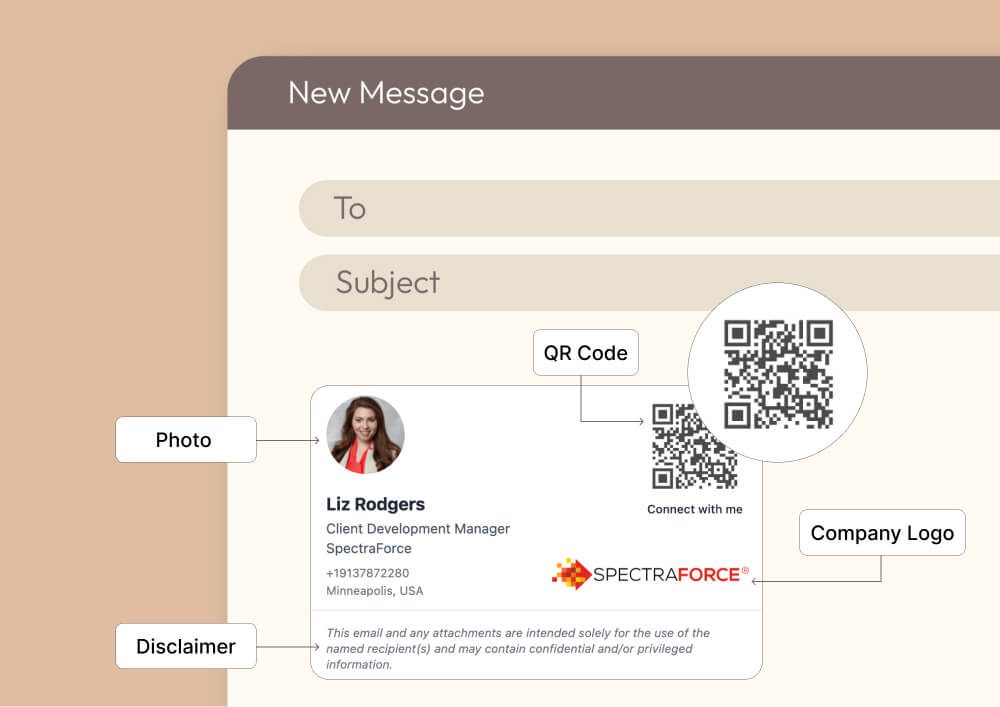 New Message
To
Subject
QR Code
Photo
Liz Rodgers
Client Development Manager
SpectraForce
+19137872280
Minneapolis, USA
Connect with me
Company Logo
SPECTRAFORCE®
Disclaimer
This email and any attachments are intended solely for the use of the
named recipient(s) and may contain confidential and/or privileged
information.